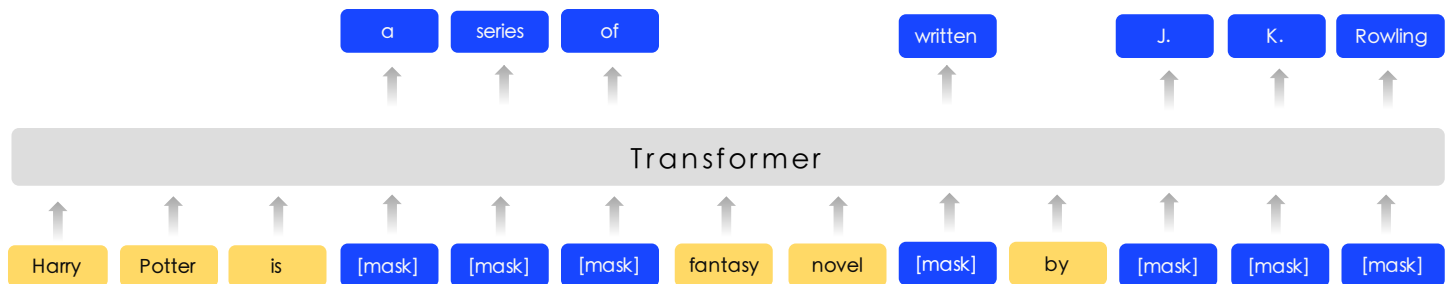 a series of written J. K. Rowling
Transformer
Harry Potter is [mask] [mask] [mask] fantasy novel [mask] by [mask] [mask] [mask]